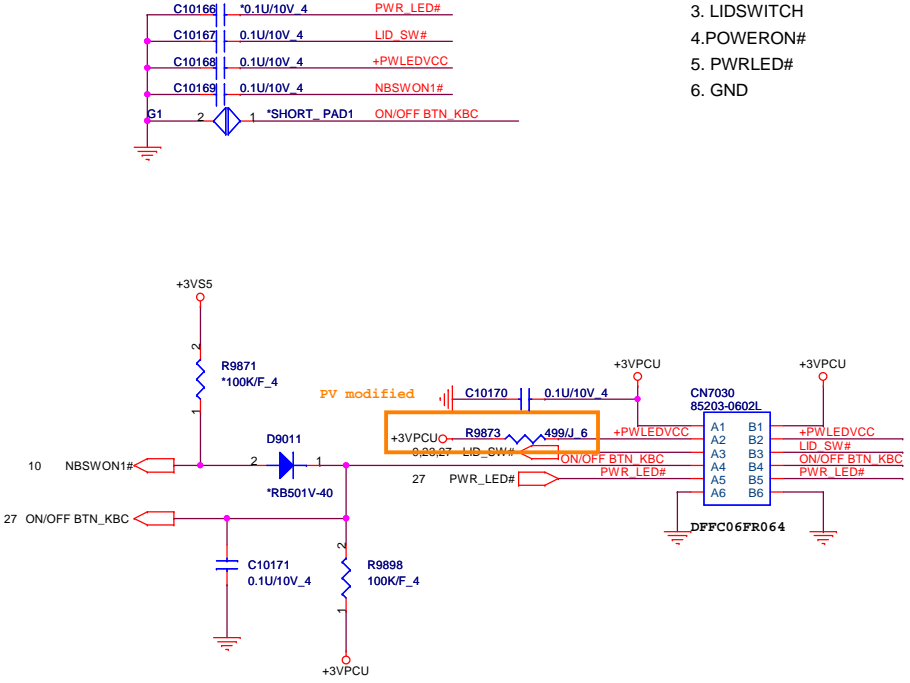 C10166 *0.1U/10V_4 PWR_LED#
3. LIDSWITCH
C10167 0.1U/10V_4 LID_SW#
4.POWERON#
C10168 0.1U/10V_4 +PWLEDVCC
5. PWRLED#
C10169 0.1U/10V_4 NBSWON1#
6. GND
G1 2 1 *SHORT_ PAD1 ON/OFF BTN_KBC
+3VS5
2
R9871
*100K/F_4
1
PV modified
+3VPCU
+3VPCU
C10170 0.1U/10V_4
CN7030
85203-0602L
+3VPCU R9873 499/J_6
LID_SW#
+PWLEDVCC
ON/OFF BTN_KBC
27 PWR_LED# PWR_LED#
A1 B1
A2 B2 +PWLEDVCC
A3 B3 LID_SW#
A4 B4 ON/OFF BTN_KBC
A5 B5 PWR_LED#
A6 B6
DFFC06FR064
D9011
10 NBSWON1# 2 1
*RB501V-40
27 ON/OFF BTN_KBC
C10171
0.1U/10V_4
2
R9898
100K/F_4
1
+3VPCU